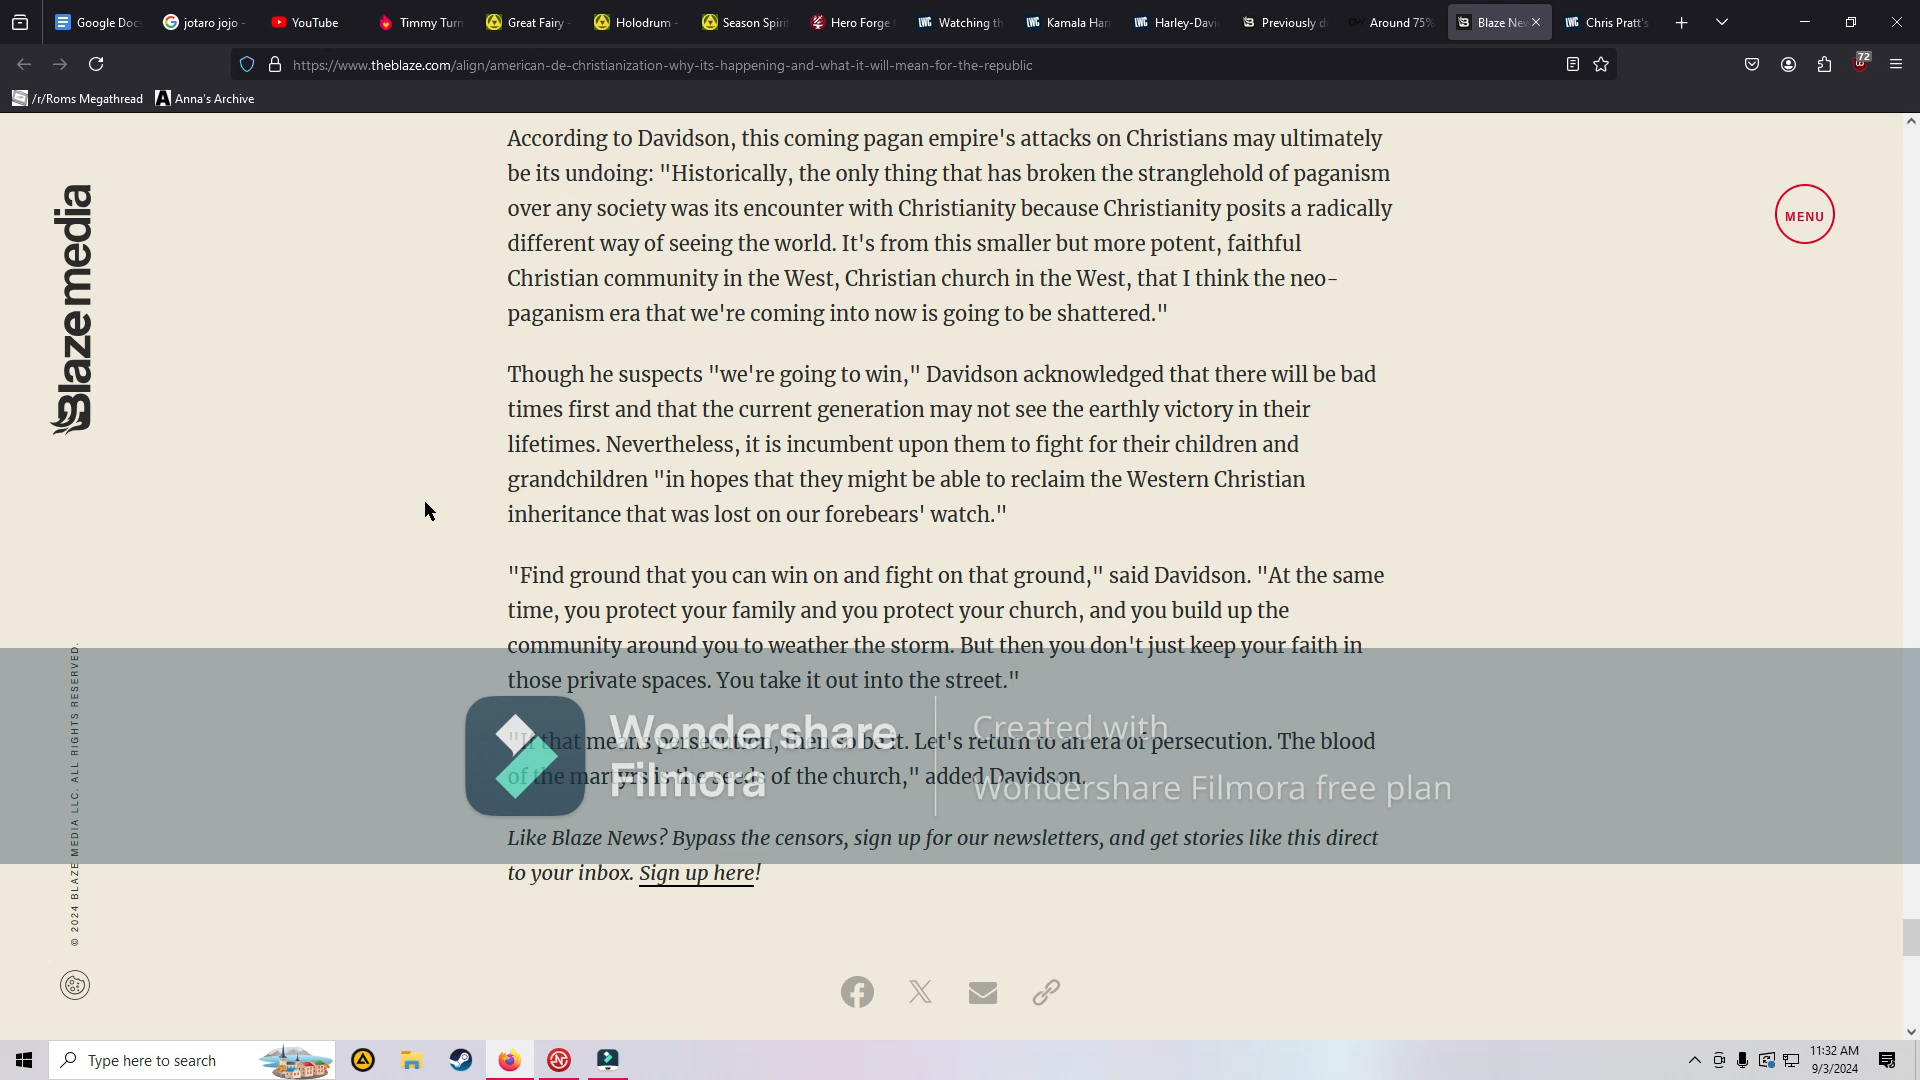 Google Docs
jotaro jojo -
YouTube
Timmy Turn
Great Fairy -
Holodrum -
Season Spirit
Hero Forge
Watching th
Kamala Har
Harley-Davi
Previously d
Around 75%
Blaze Ne
Chris Pratt's
https://www.theblaze.com/align/american-de-christianization-why-its-happening-and-what-it-will-mean-for-the-republic
72
/r/Roms Megathread
Anna's Archive
Blaze media
MENU
According to Davidson, this coming pagan empire's attacks on Christians may ultimately
be its undoing: "Historically, the only thing that has broken the stranglehold of paganism
over any society was its encounter with Christianity because Christianity posits a radically
different way of seeing the world. It's from this smaller but more potent, faithful
Christian community in the West, Christian church in the West, that I think the neo-
paganism era that we're coming into now is going to be shattered."
Though he suspects "we're going to win," Davidson acknowledged that there will be bad
times first and that the current generation may not see the earthly victory in their
lifetimes. Nevertheless, it is incumbent upon them to fight for their children and
grandchildren "in hopes that they might be able to reclaim the Western Christian
inheritance that was lost on our forebears' watch."
"Find ground that you can win on and fight on that ground," said Davidson. "At the same
time, you protect your family and you protect your church, and you build up the
community around you to weather the storm. But then you don't just keep your faith in
those private spaces. You take it out into the street."
"If that means persecution, then so be it. Let's return to an era of persecution. The blood
of the martyrs is the seeds of the church," added Davidson.
Wondershare
Filmora
Created with
Wondershare Filmora free plan
Like Blaze News? Bypass the censors, sign up for our newsletters, and get stories like this direct
to your inbox. Sign up here!
© 2024 BLAZE MEDIA LLC. ALL RIGHTS RESERVED.
Type here to search
11:32 AM
9/3/2024